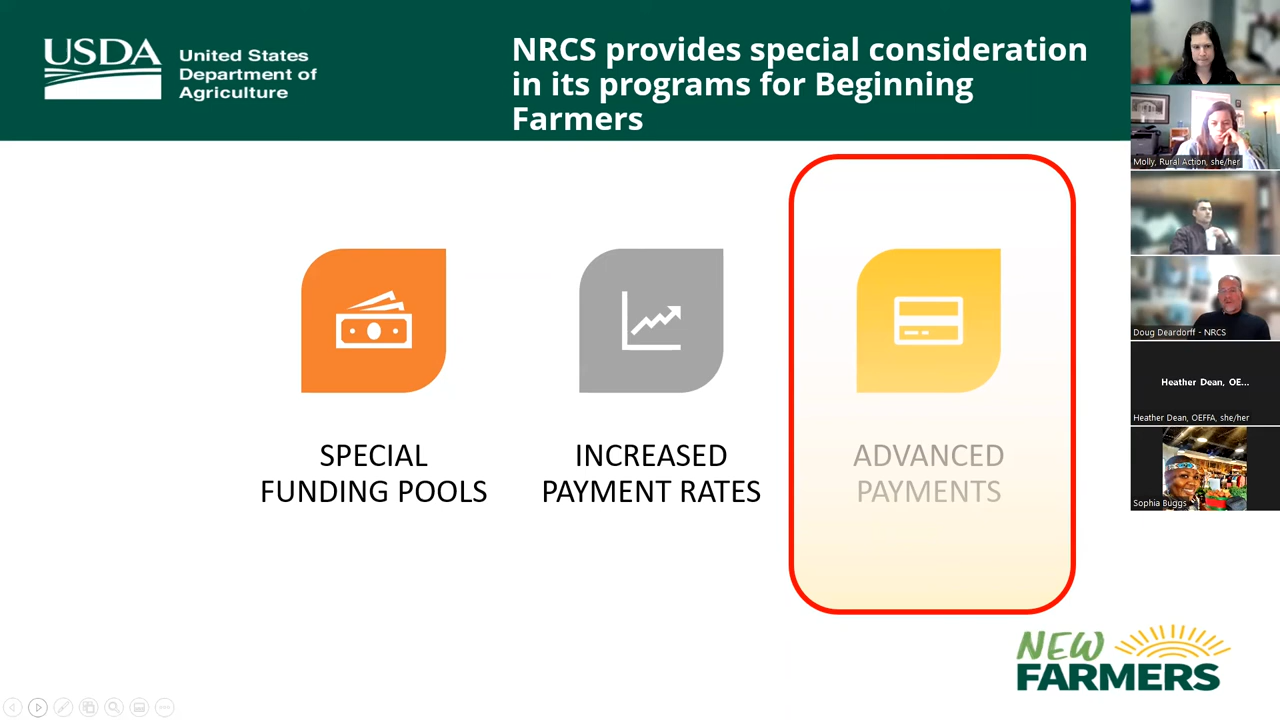 USDA
United States
Department of
Agriculture
NRCS provides special consideration
in its programs for Beginning
Farmers
SPECIAL
FUNDING POOLS
INCREASED
PAYMENT RATES
ADVANCED
PAYMENTS
NEW
FARMERS
Molly, Rural Action, she/her
Doug Deardorff - NRCS
Heather Dean, OE...
Heather Dean, OEFFA, she/her
Sophia Buggs